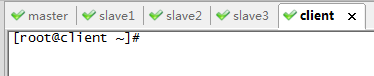 master slave1 slave2 slave3 client ×
[root@client ~]#